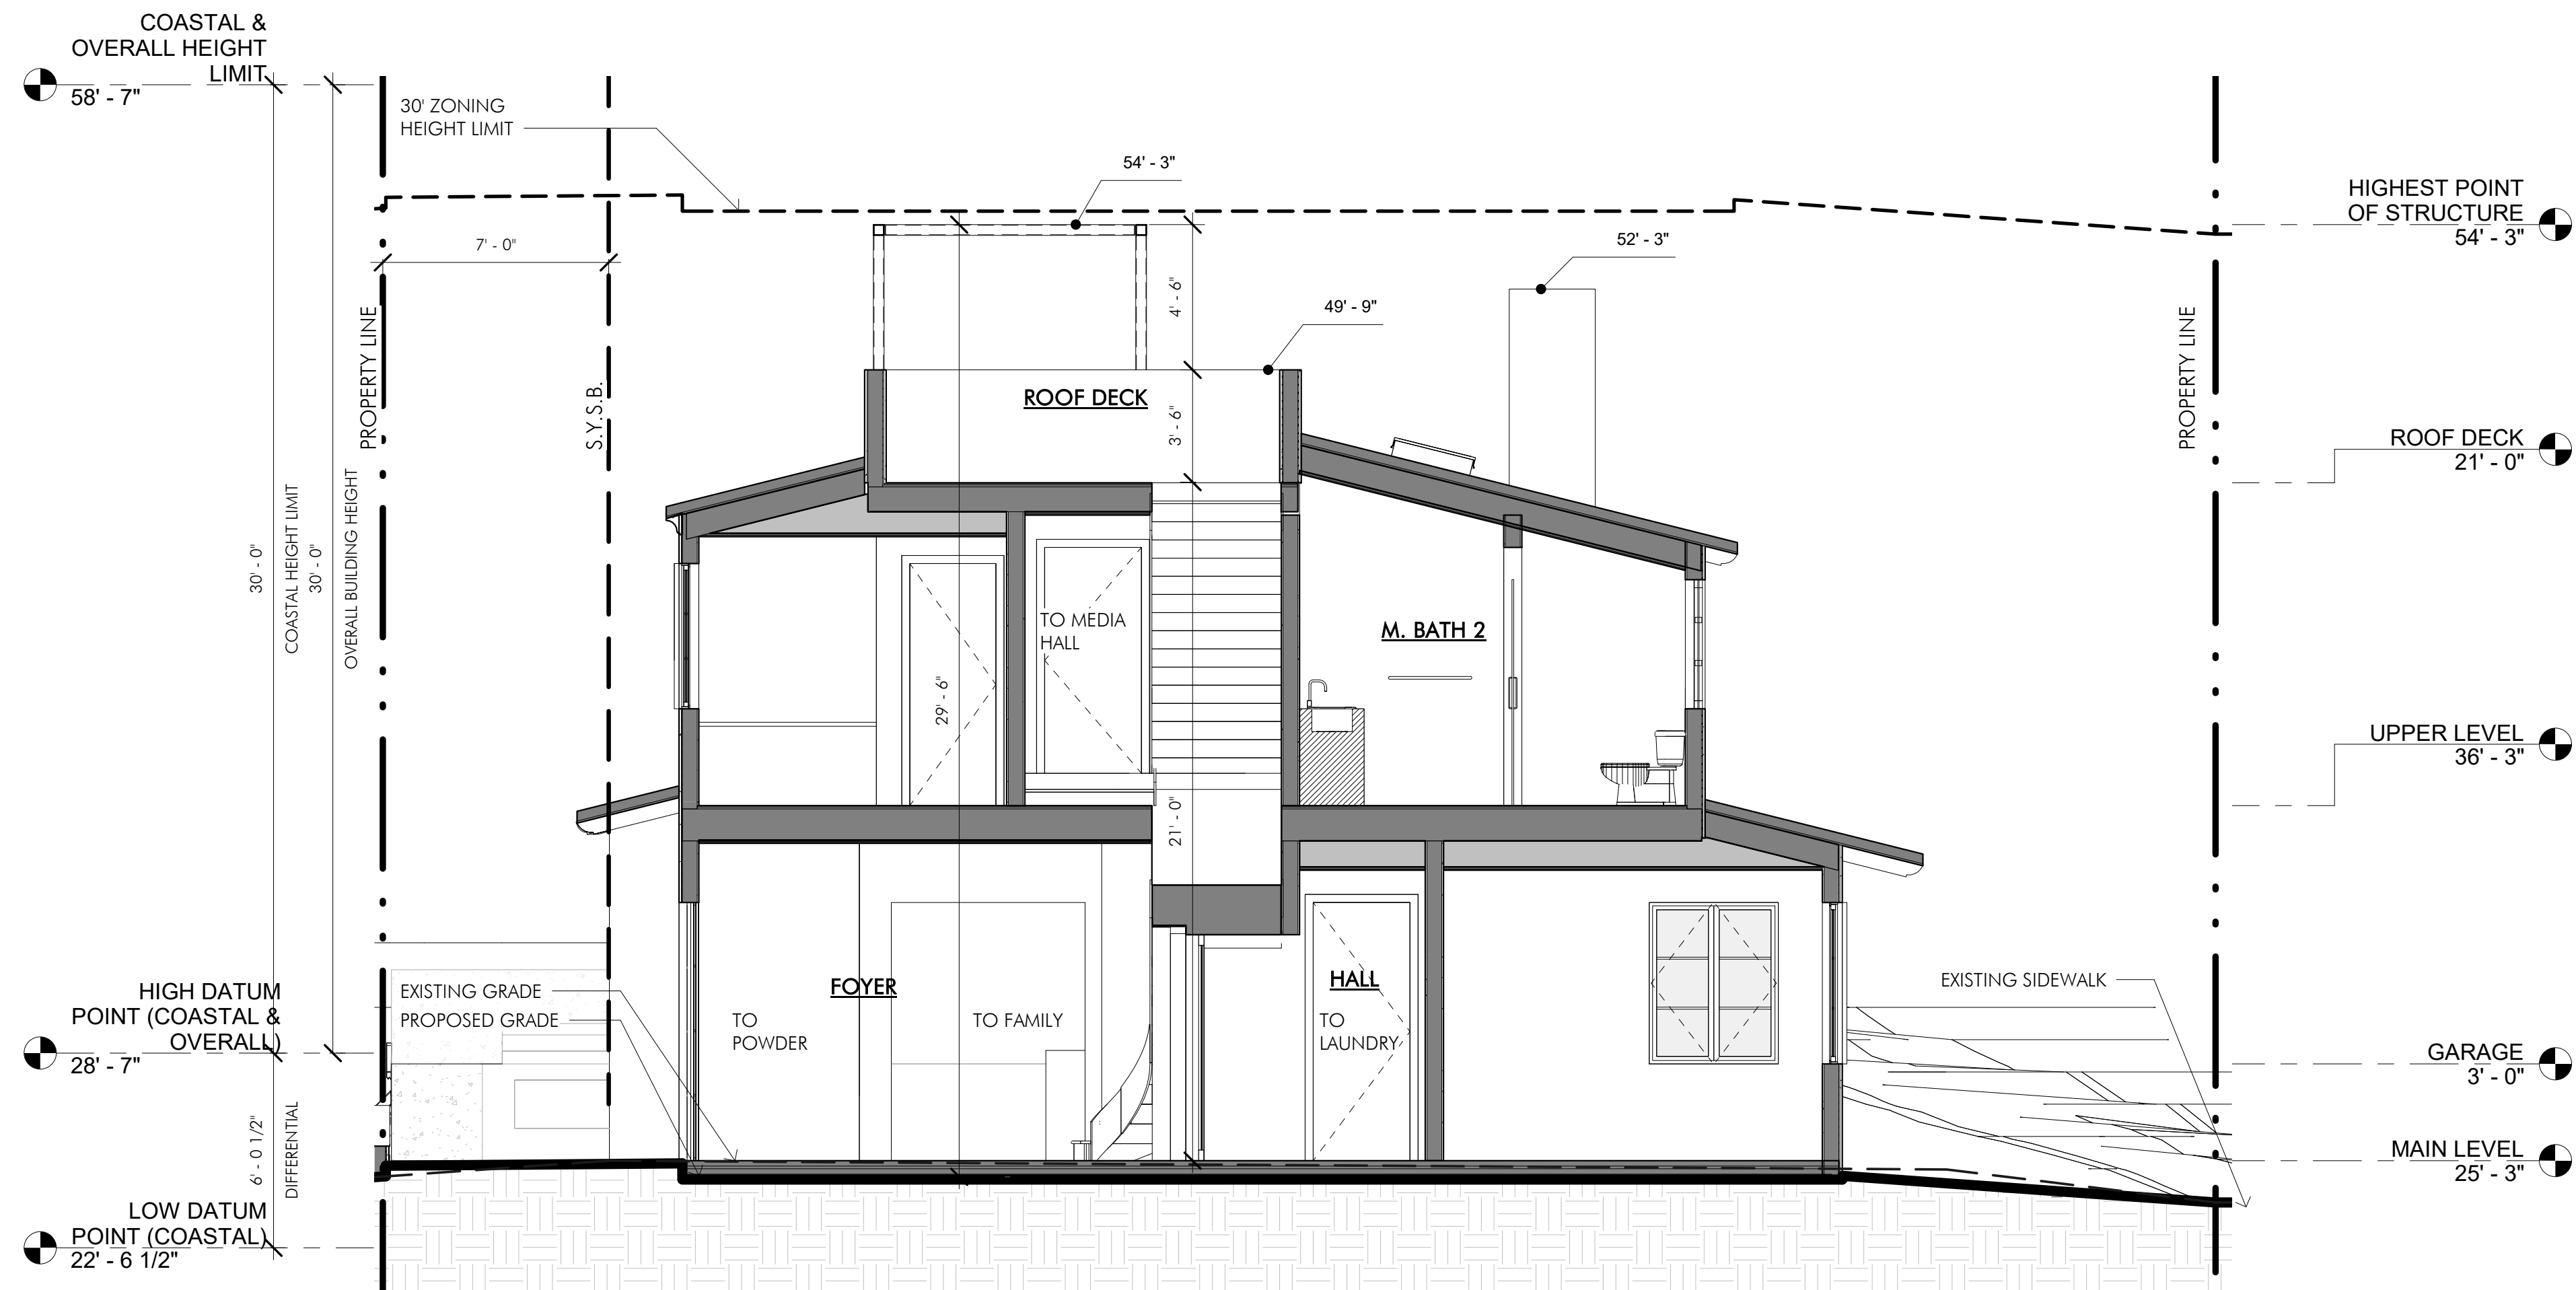 COASTAL &
OVERALL HEIGHT
LIMIT
58' - 7"
30' ZONING
HEIGHT LIMIT
54' - 3"
HIGHEST POINT
OF STRUCTURE
54' - 3"
7' - 0"
52' - 3"
4' - 6"
49' - 9"
PROPERTY LINE
S.Y.S.B.
ROOF DECK
3' - 6"
PROPERTY LINE
ROOF DECK
21' - 0"
30' - 0"
COASTAL HEIGHT LIMIT
30' - 0"
OVERALL BUILDING HEIGHT
TO MEDIA
HALL
M. BATH 2
29' - 6"
UPPER LEVEL
36' - 3"
21' - 0"
HIGH DATUM
POINT (COASTAL &
OVERALL)
28' - 7"
EXISTING GRADE
PROPOSED GRADE
FOYER
TO
POWDER
TO FAMILY
HALL
TO
LAUNDRY
EXISTING SIDEWALK
GARAGE
3' - 0"
6' - 0 1/2"
DIFFERENTIAL
MAIN LEVEL
25' - 3"
LOW DATUM
POINT (COASTAL)
22' - 6 1/2"